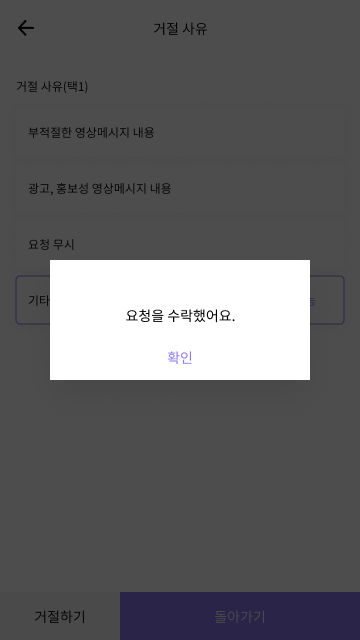 거절 사유
거절 사유(택1)
부적절한 영상메시지 내용
광고, 홍보성 영상메시지 내용
요청 무시
기타
요청을 수락했어요.
확인
거절하기
돌아가기